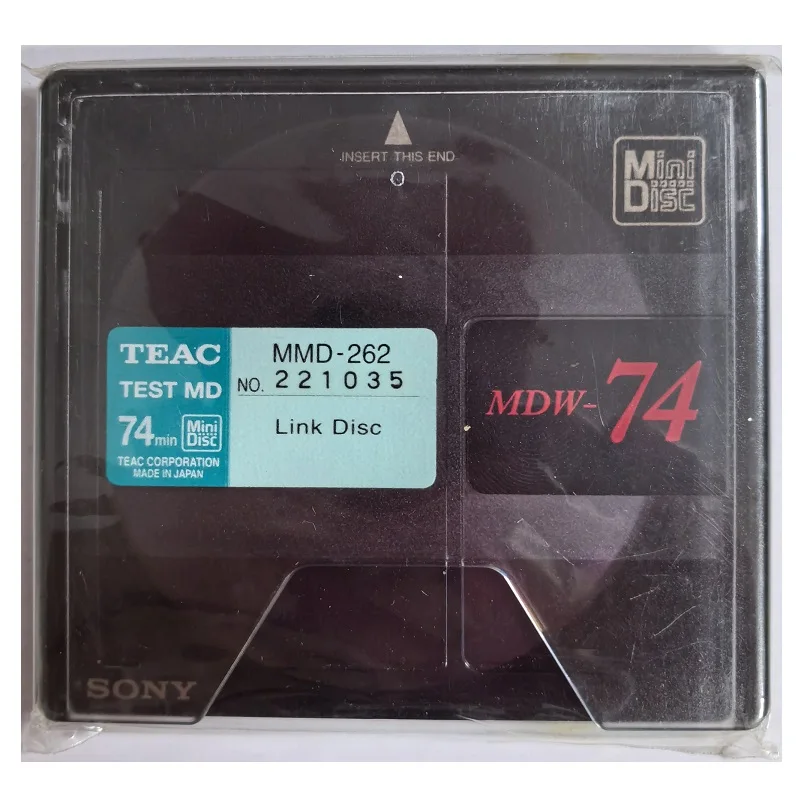 INSERT THIS END
Mini
Disc
TEAC
TEST MD
74min Mini Disc
TEAC CORPORATION
MADE IN JAPAN
MMD-262
NO. 221035
Link Disc
MDW-74
SONY